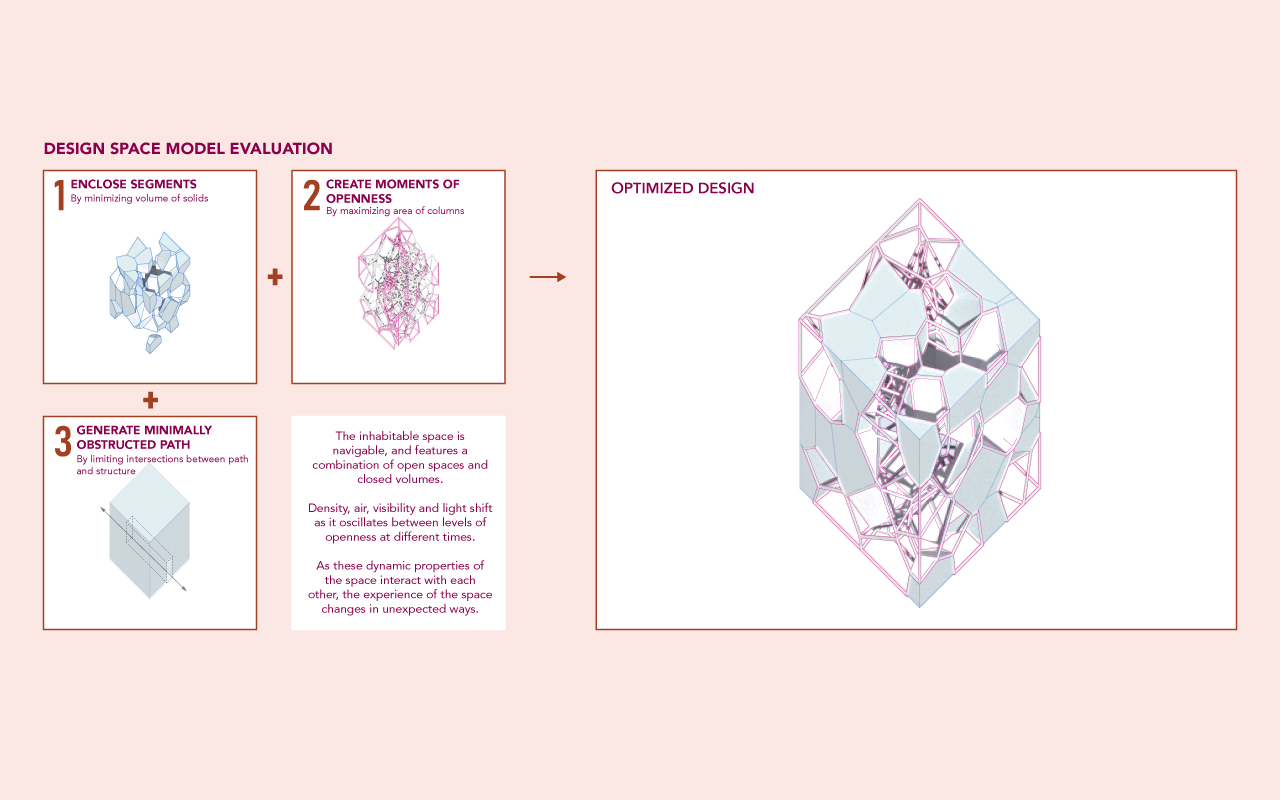 DESIGN SPACE MODEL EVALUATION
1 ENCLOSE SEGMENTS
By minimizing volume of solids
2 CREATE MOMENTS OF
OPENNESS
By maximizing area of columns
3 GENERATE MINIMALLY
OBSTRUCTED PATH
By limiting intersections between path
and structure
The inhabitable space is
navigable, and features a
combination of open spaces and
closed volumes.
Density, air, visibility and light shift
as it oscillates between levels of
openness at different times.
As these dynamic properties of
the space interact with each
other, the experience of the space
changes in unexpected ways.
OPTIMIZED DESIGN